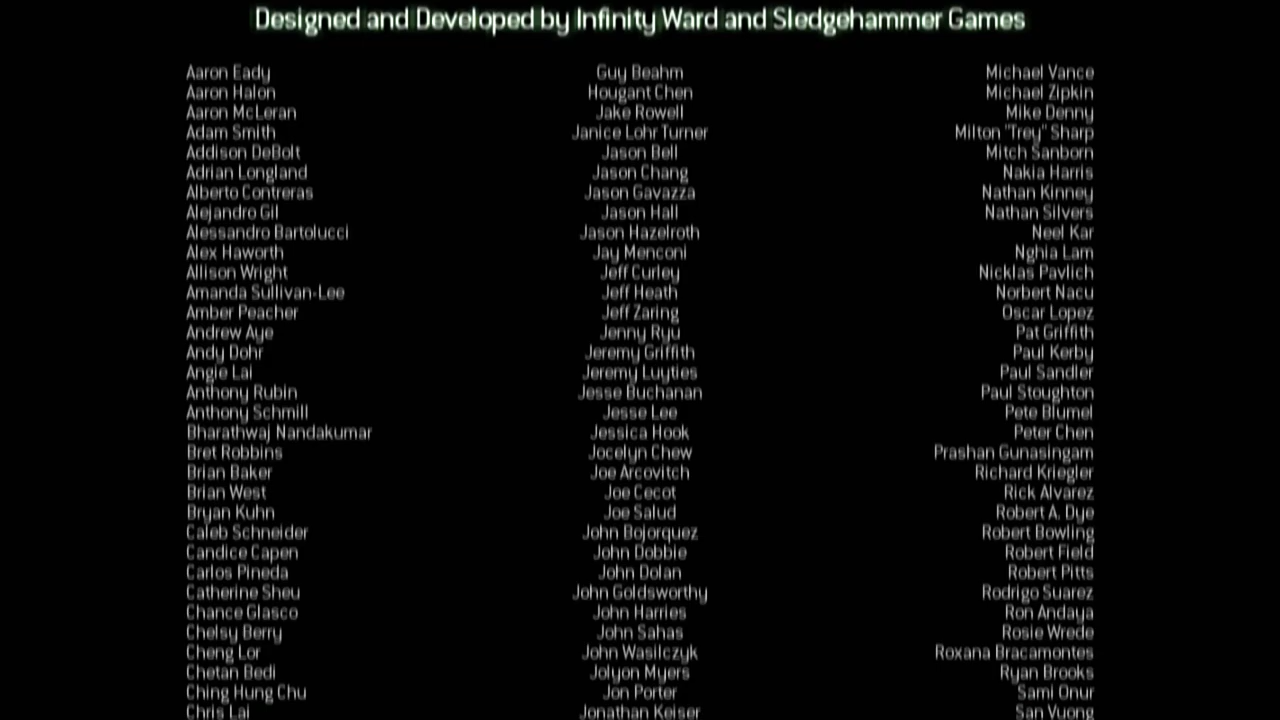 Designed and Developed by Infinity Ward and Sledgehammer Games
Aaron Eady
Aaron Halon
Aaron McLeran
Adam Smith
Addison DeBolt
Adrian Longland
Alberto Contreras
Alejandro Gil
Alessandro Bartolucci
Alex Haworth
Allison Wright
Amanda Sullivan-Lee
Amber Peacher
Andrew Aye
Andy Dohr
Angie Lai
Anthony Rubin
Anthony Schmill
Bharathwaj Nandakumar
Bret Robbins
Brian Baker
Brian West
Bryan Kuhn
Caleb Schneider
Candice Capen
Carlos Pineda
Catherine Sheu
Chance Glasco
Chelsy Berry
Cheng Lor
Chetan Bedi
Ching Hung Chu
Chris Lai
Guy Beahm
Hougant Chen
Jake Rowell
Janice Lohr Turner
Jason Bell
Jason Chang
Jason Gavazza
Jason Hall
Jason Hazelroth
Jay Menconi
Jeff Curley
Jeff Heath
Jeff Zaring
Jenny Ryu
Jeremy Griffith
Jeremy Luyties
Jesse Buchanan
Jesse Lee
Jessica Hook
Jocelyn Chew
Joe Arcovitch
Joe Cecot
Joe Salud
John Bojorquez
John Dobbie
John Dolan
John Goldsworthy
John Harries
John Sahas
John Wasilczyk
Jolyon Myers
Jon Porter
Jonathan Keiser
Michael Vance
Michael Zipkin
Mike Denny
Milton "Trey" Sharp
Mitch Sanborn
Nakia Harris
Nathan Kinney
Nathan Silvers
Neel Kar
Nghia Lam
Nicklas Pavlich
Norbert Nacu
Oscar Lopez
Pat Griffith
Paul Kerby
Paul Sandler
Paul Stoughton
Pete Blumel
Peter Chen
Prashan Gunasingam
Richard Kriegler
Rick Alvarez
Robert A. Dye
Robert Bowling
Robert Field
Robert Pitts
Rodrigo Suarez
Ron Andaya
Rosie Wrede
Roxana Bracamontes
Ryan Brooks
Sami Onur
San Vuong